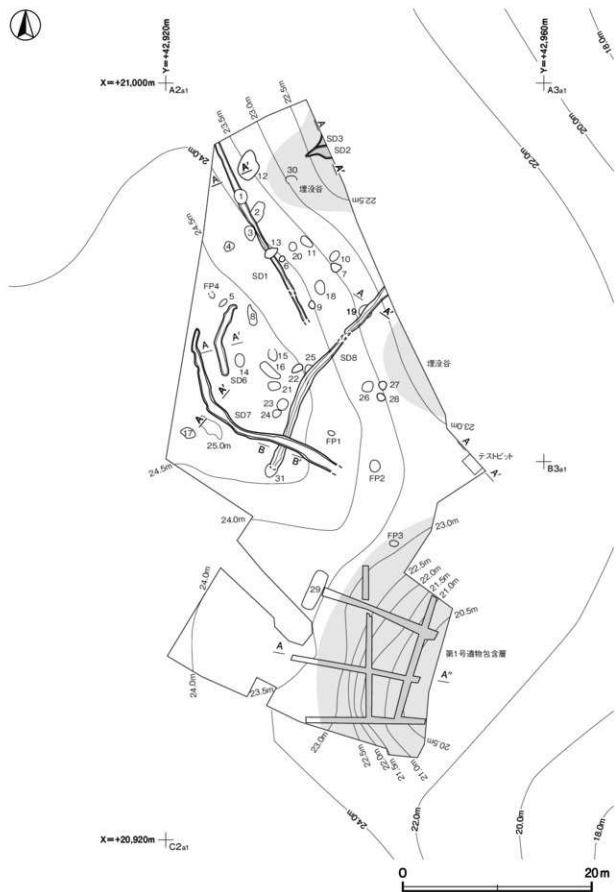 Y=+42,920m
Y=+42,960m
18.0m
X=+21,000m
A2a1
A3a1
20.0m
22.5m
23.0m
23.5m
A
SD3
SD2
A'
22.0m
24.0m
A'
12
30
埋没谷
A
22.5m
24.5m
1
2
3
13
11
4
20
10
6
7
SD1
18
FP4
5
9
A
19
A'
8
A
A'
15
25
SD8
埋没谷
14
16
22
SD6
A'
21
27
26
28
23
SD7
24
23.0m
A
17
25.0m
FP1
A
B
B'
テストピット
24.5m
31
FP2
B3a1
A'
24.0m
FP3
23.0m
22.5m
22.0m
21.5m
21.0m
24.0m
29
20.5m
第1号遺物包含層
A
A"
24.0m
23.5m
23.0m
20.5m
22.5m
22.0m
21.5m
21.0m
24.0m
22.0m
20.0m
18.0m
X=+20,920m
C2a1
0
20m